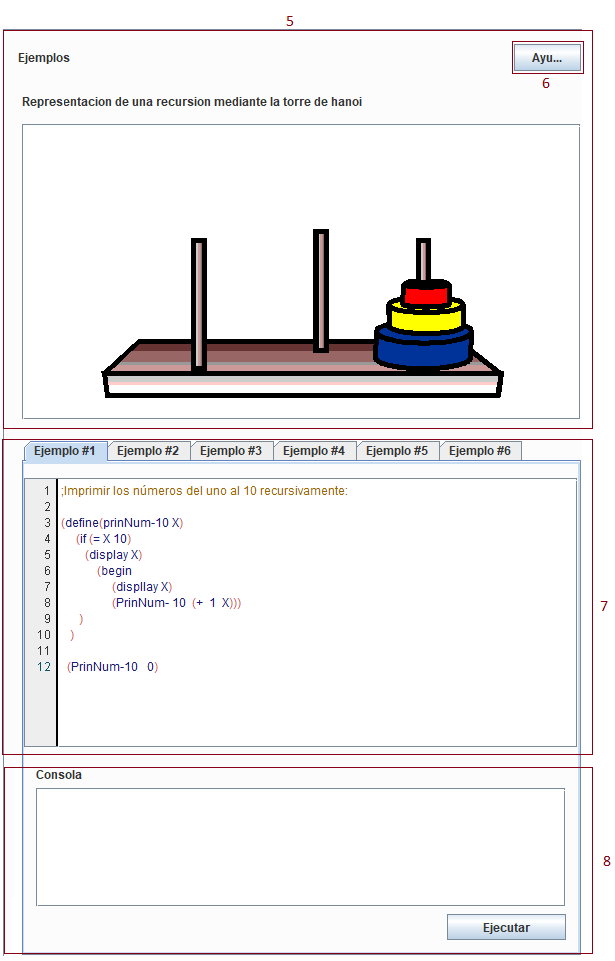 5
Ejemplos
Ayu...
6
Representacion de una recursion mediante la torre de hanoi
Ejemplo #1 Ejemplo #2 Ejemplo #3 Ejemplo #4 Ejemplo #5 Ejemplo #6
1 ;Imprimir los números del uno al 10 recursivamente:
2
3 (define(prinNum-10 X)
4 (if (= X 10)
5 (display X)
6 (begin
7 (displlay X)
8 (PrinNum- 10 (+ 1 X)))
9 )
10 )
11
12 (PrinNum-10 0)
7
Consola
8
Ejecutar